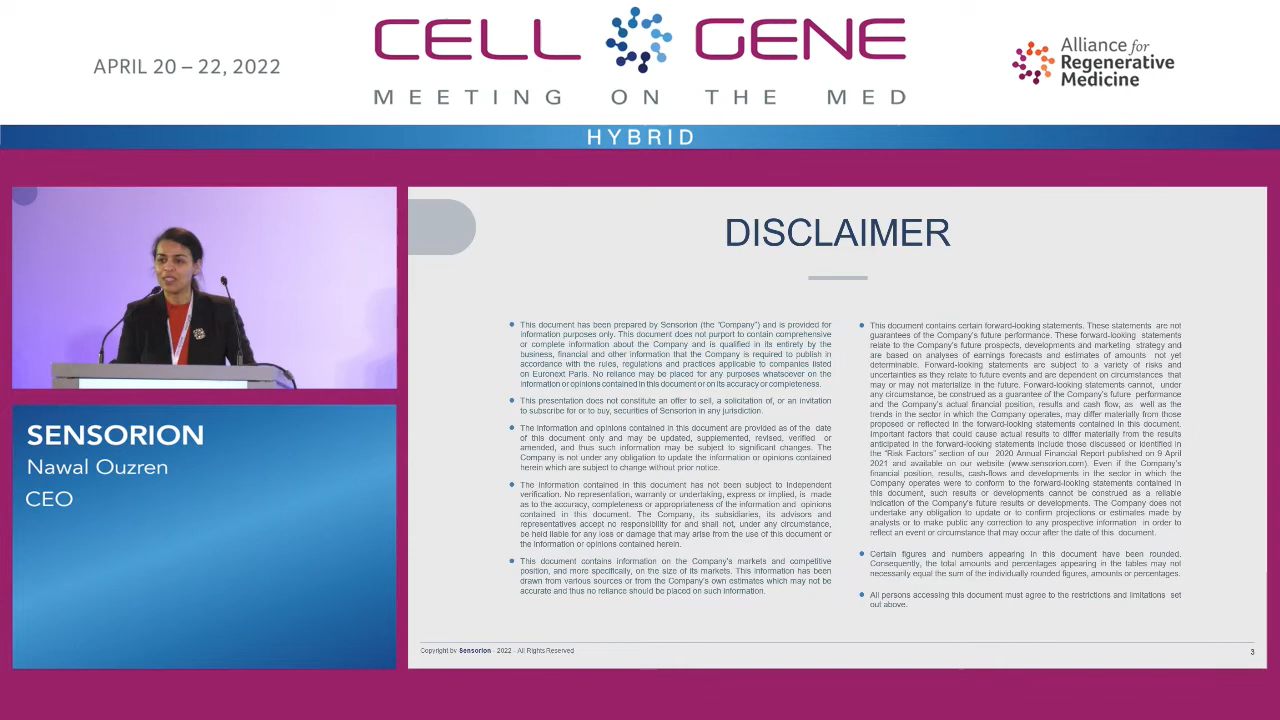 APRIL 20 – 22, 2022
CELL GENE
MEETING ON THE MED
Alliance for
Regenerative
Medicine
HYBRID
SENSORION
Nawal Ouzren
CEO
DISCLAIMER
This document has been prepared by Sensorion (the "Company") and is provided for
information purposes only. This document does not purport to contain comprehensive
or complete information about the Company and is qualified in its entirety by the
business, financial and other information that the Company is required to publish in
accordance with the rules, regulations and practices applicable to companies listed
on Euronext Paris. No reliance may be placed for any purposes whatsoever on the
information or opinions contained in this document or on its accuracy or completeness.
This presentation does not constitute an offer to sell, a solicitation of, or an invitation
to subscribe for or to buy, securities of Sensorion in any jurisdiction.
The information and opinions contained in this document are provided as of the date
of this document only and may be updated, supplemented, revised, verified or
amended, and thus such information may be subject to significant changes. The
Company is not under any obligation to update the information or opinions contained
herein which are subject to change without prior notice.
The information contained in this document has not been subject to independent
verification. No representation, warranty or undertaking, express or implied, is made
as to the accuracy, completeness or appropriateness of the information and opinions
contained in this document. The Company, its subsidiaries, its advisors and
representatives accept no responsibility for and shall not, under any circumstance,
be held liable for any loss or damage that may arise from the use of this document or
the information or opinions contained herein.
This document contains information on the Company's markets and competitive
position, and more specifically, on the size of its markets. This information has been
drawn from various sources or from the Company's own estimates which may not be
accurate and thus no reliance should be placed on such information.
This document contains certain forward-looking statements. These statements are not
guarantees of the Company's future performance. These forward-looking statements
relate to the Company's future prospects, developments and marketing strategy and
are based on analyses of earnings forecasts and estimates of amounts not yet
determinable. Forward-looking statements are subject to a variety of risks and
uncertainties as they relate to future events and are dependent on circumstances that
may or may not materialize in the future. Forward-looking statements cannot, under
any circumstance, be construed as a guarantee of the Company's future performance
and the Company's actual financial position, results and cash flow, as well as the
trends in the sector in which the Company operates, may differ materially from those
proposed or reflected in the forward-looking statements contained in this document.
Important factors that could cause actual results to differ materially from the results
anticipated in the forward-looking statements include those discussed or identified in
the "Risk Factors" section of our 2020 Annual Financial Report published on 9 April
2021 and available on our website (www.sensorion.com). Even if the Company's
financial position, results, cash-flows and developments in the sector in which the
Company operates were to conform to the forward-looking statements contained in
this document, such results or developments cannot be construed as a reliable
indication of the Company's future results or developments. The Company does not
undertake any obligation to update or to confirm projections or estimates made by
analysts or to make public any correction to any prospective information in order to
reflect an event or circumstance that may occur after the date of this document.
Certain figures and numbers appearing in this document have been rounded.
Consequently, the total amounts and percentages appearing in the tables may not
necessarily equal the sum of the individually rounded figures, amounts or percentages.
All persons accessing this document must agree to the restrictions and limitations set
out above.
Copyright by Sensorion - 2022 - All Rights Reserved
3